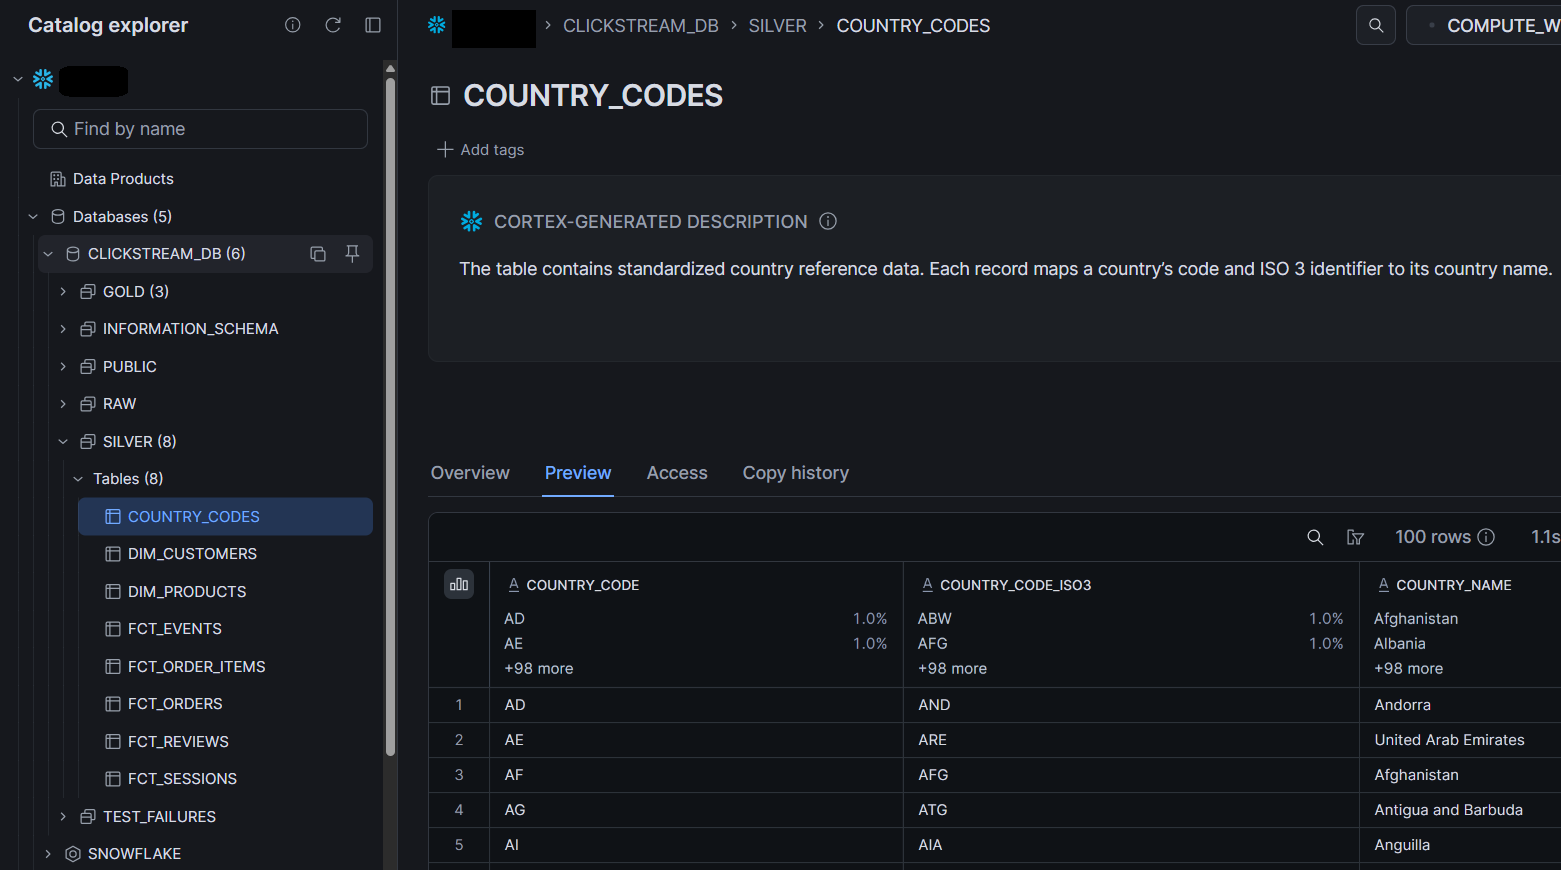 Catalog explorer
Find by name
Data Products
Databases (5)
CLICKSTREAM_DB (6)
GOLD (3)
INFORMATION_SCHEMA
PUBLIC
RAW
SILVER (8)
Tables (8)
COUNTRY_CODES
DIM_CUSTOMERS
DIM_PRODUCTS
FCT_EVENTS
FCT_ORDER_ITEMS
FCT_ORDERS
FCT_REVIEWS
FCT_SESSIONS
TEST_FAILURES
SNOWFLAKE
CLICKSTREAM_DB > SILVER > COUNTRY_CODES
COMPUTE_W
COUNTRY_CODES
Add tags
CORTEX-GENERATED DESCRIPTION
The table contains standardized country reference data. Each record maps a country’s code and ISO 3 identifier to its country name.
Overview Preview Access Copy history
100 rows 1.1s
A COUNTRY_CODE A COUNTRY_CODE_ISO3 A COUNTRY_NAME
AD 1.0% ABW 1.0% Afghanistan
AE 1.0% AFG 1.0% Albania
+98 more +98 more +98 more
1 AD AND Andorra
2 AE ARE United Arab Emirates
3 AF AFG Afghanistan
4 AG ATG Antigua and Barbuda
5 AI AIA Anguilla